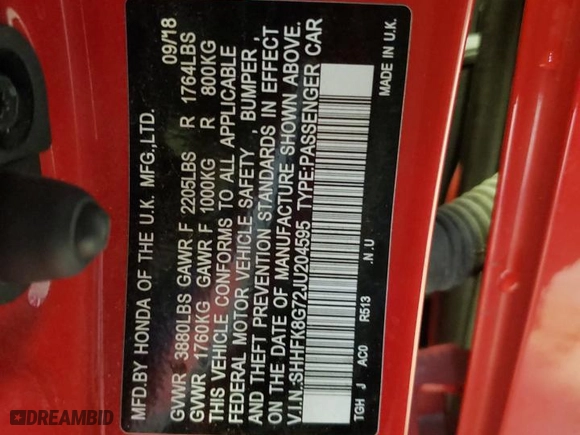 MFD.BY HONDA OF THE U.K. MFG.,LTD. 09/18
GVWR 3880LBS GAWR F 2205LBS R 1764LBS
GVWR 1760KG GAWR F 1000KG R 800KG
THIS VEHICLE CONFORMS TO ALL APPLICABLE
FEDERAL MOTOR VEHICLE SAFETY , BUMPER ,
AND THEFT PREVENTION STANDARDS IN EFFECT
ON THE DATE OF MANUFACTURE SHOWN ABOVE.
V.I.N.:SHHFK8G72JU204595 TYPE:PASSENGER CAR
TGH J AC0 R513 MADE IN U.K.
.N .U
DREAMBID